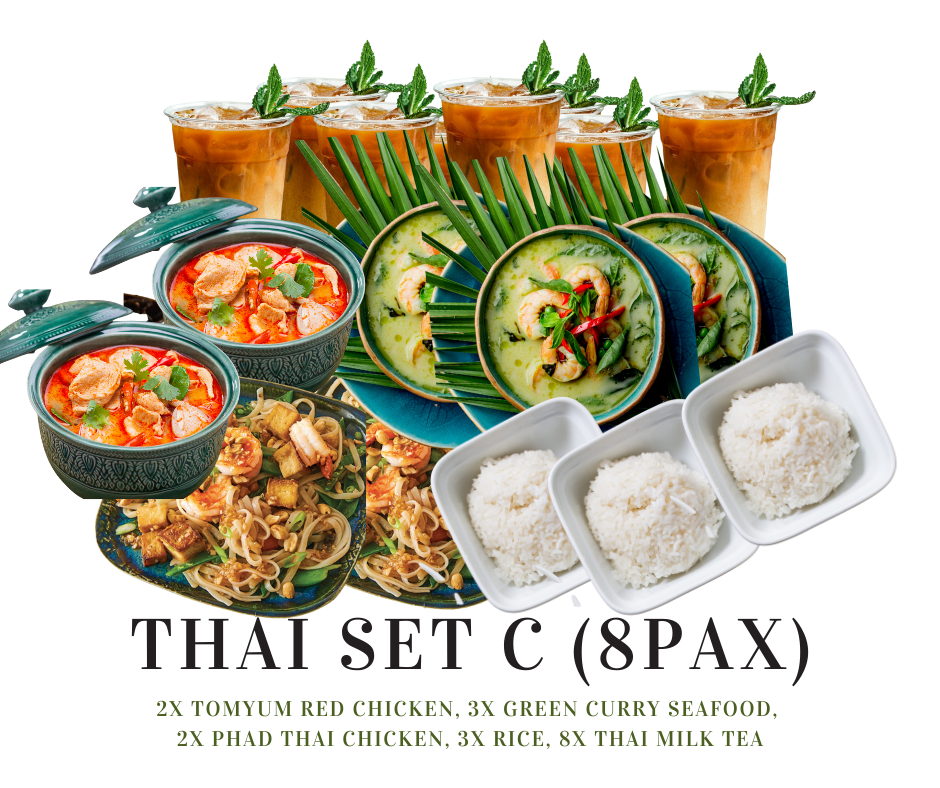 THAI SET C (8PAX)
2X TOMYUM RED CHICKEN, 3X GREEN CURRY SEAFOOD,
2X PHAD THAI CHICKEN, 3X RICE, 8X THAI MILK TEA